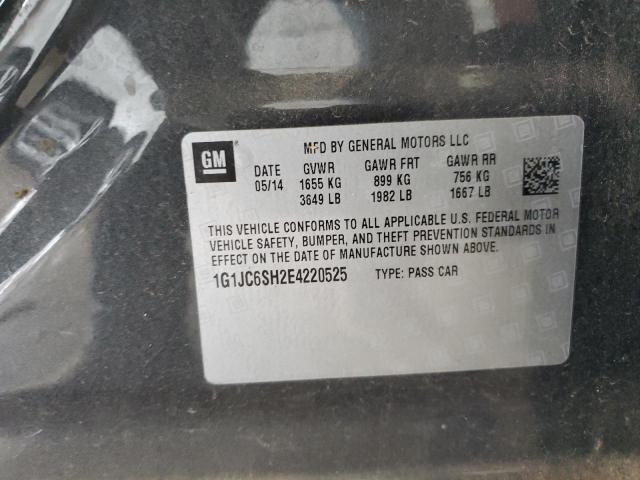 MFD BY GENERAL MOTORS LLC
GM
DATE GVWR GAWR FRT GAWR RR
05/14 1655 KG 899 KG 756 KG
3649 LB 1982 LB 1667 LB
THIS VEHICLE CONFORMS TO ALL APPLICABLE U.S. FEDERAL MOTOR
VEHICLE SAFETY, BUMPER, AND THEFT PREVENTION STANDARDS IN
EFFECT ON THE DATE OF MANUFACTURE SHOWN ABOVE.
1G1JC6SH2E4220525 TYPE: PASS CAR